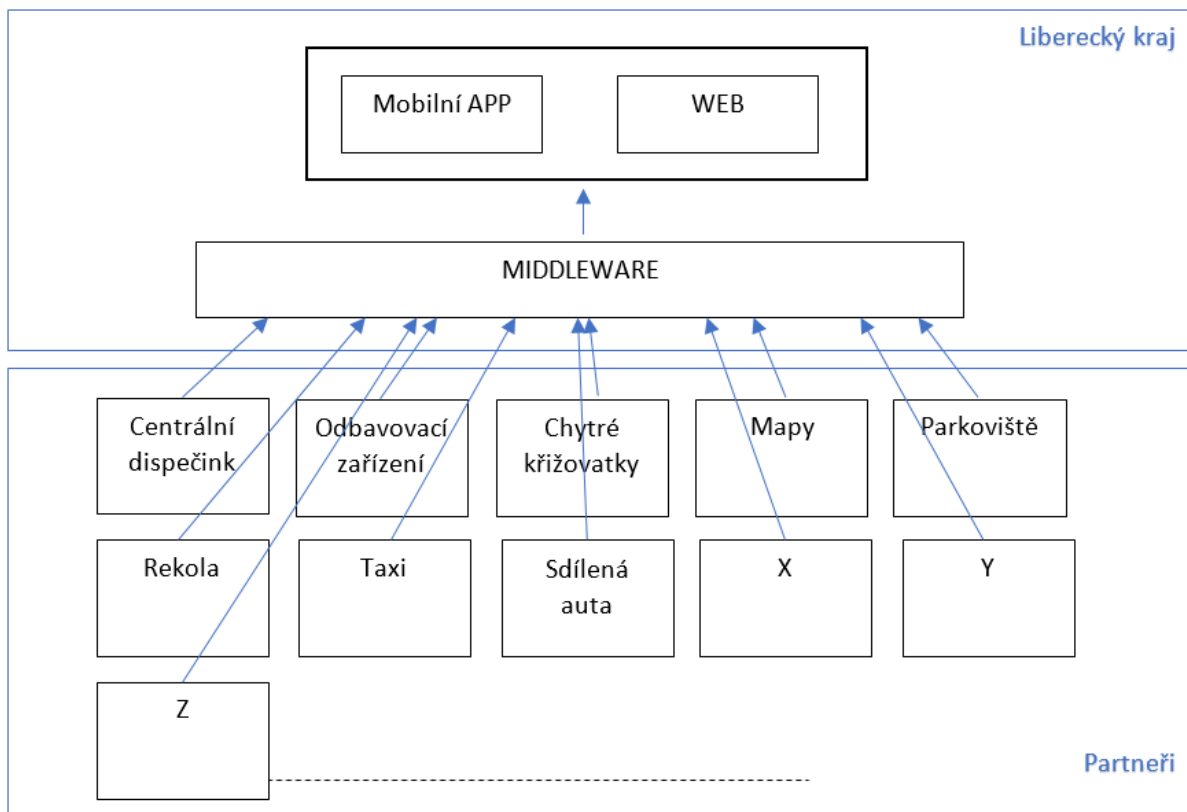 Liberecký kraj
Mobilní APP
WEB
MIDDLEWARE
Centrální
dispečink
Odbavovací
zařízení
Chytré
křižovatky
Mapy
Parkoviště
Rekola
Taxi
Sdílená
auta
X
Y
Z
Partneři